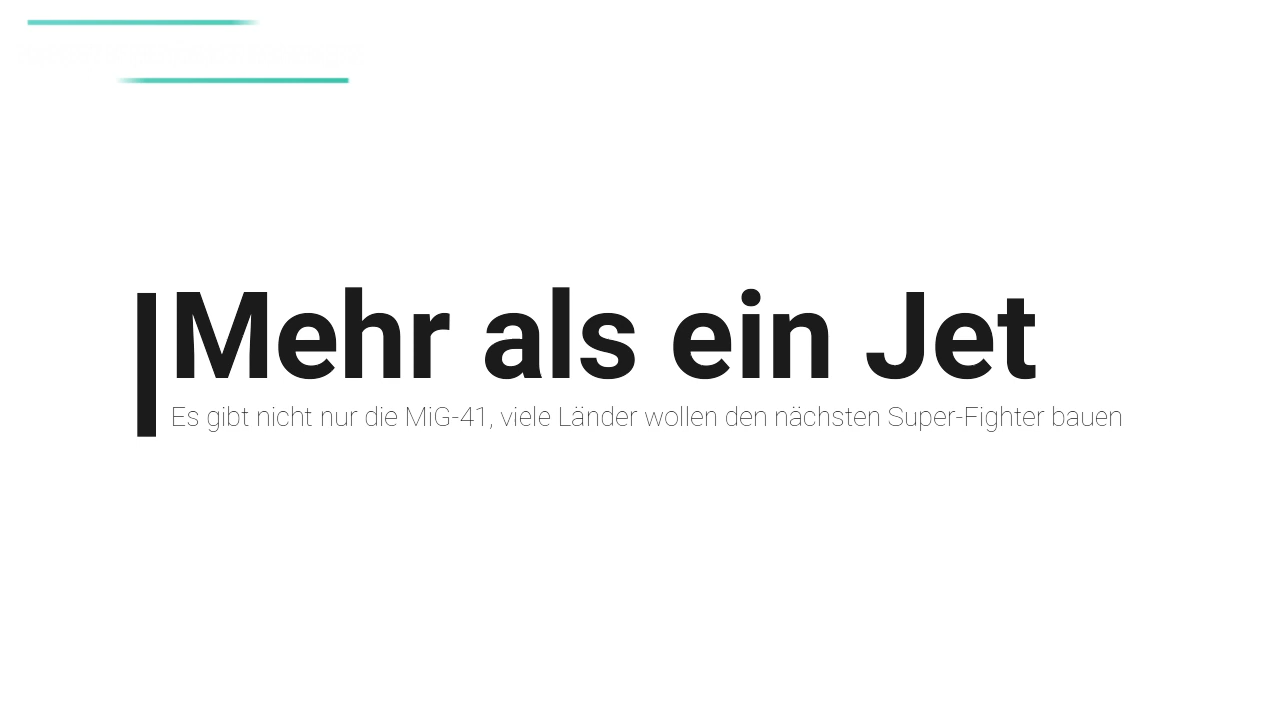 Mehr als ein Jet
Es gibt nicht nur die MiG-41, viele Länder wollen den nächsten Super-Fighter bauen